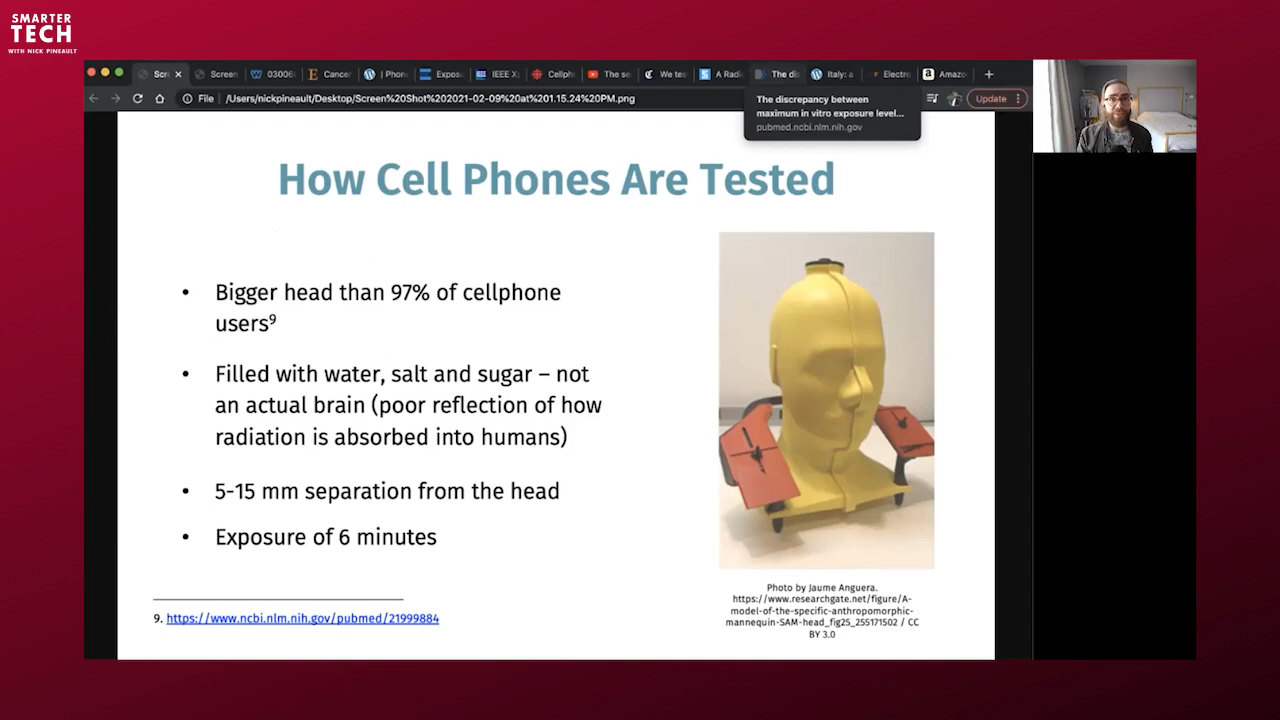 SMARTER
TECH
WITH NICK PINEAULT
Scr
Screen
03006
Cancer
Phon
Expos
IEEE X
Cellph
The se
We tes
A Radi
The di
Italy: a
Electro
Amazo
File /Users/nickpineault/Desktop/Screen%20Shot%202021-02-09%20at%201.15.24%20PM.png
Update
The discrepancy between
maximum in vitro exposure level...
pubmed.ncbi.nlm.nih.gov
How Cell Phones Are Tested
• Bigger head than 97% of cellphone
users⁹
• Filled with water, salt and sugar – not
an actual brain (poor reflection of how
radiation is absorbed into humans)
• 5-15 mm separation from the head
• Exposure of 6 minutes
9. https://www.ncbi.nlm.nih.gov/pubmed/21999884
Photo by Jaume Anguera.
https://www.researchgate.net/figure/A-
model-of-the-specific-anthropomorphic-
mannequin-SAM-head_fig25_255171502 / CC
BY 3.0